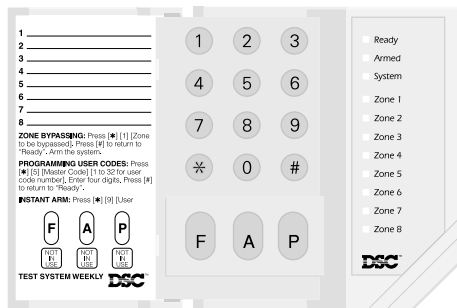 1
2
3
4
5
6
7
8
ZONE BYPASSING: Press [✱] [1] [Zone
to be bypassed]. Press [#] to return to
"Ready". Arm the system.
PROGRAMMING USER CODES: Press
[✱] [5] [Master Code] [1 to 32 for user
code number]. Enter four digits. Press [#]
to return to "Ready".
INSTANT ARM: Press [✱] [9] [User
F A P
NOT IN USE
NOT IN USE
NOT IN USE
TEST SYSTEM WEEKLY DSC™
1 2 3
4 5 6
7 8 9
✱ 0 #
F A P
Ready
Armed
System
Zone 1
Zone 2
Zone 3
Zone 4
Zone 5
Zone 6
Zone 7
Zone 8
DSC™